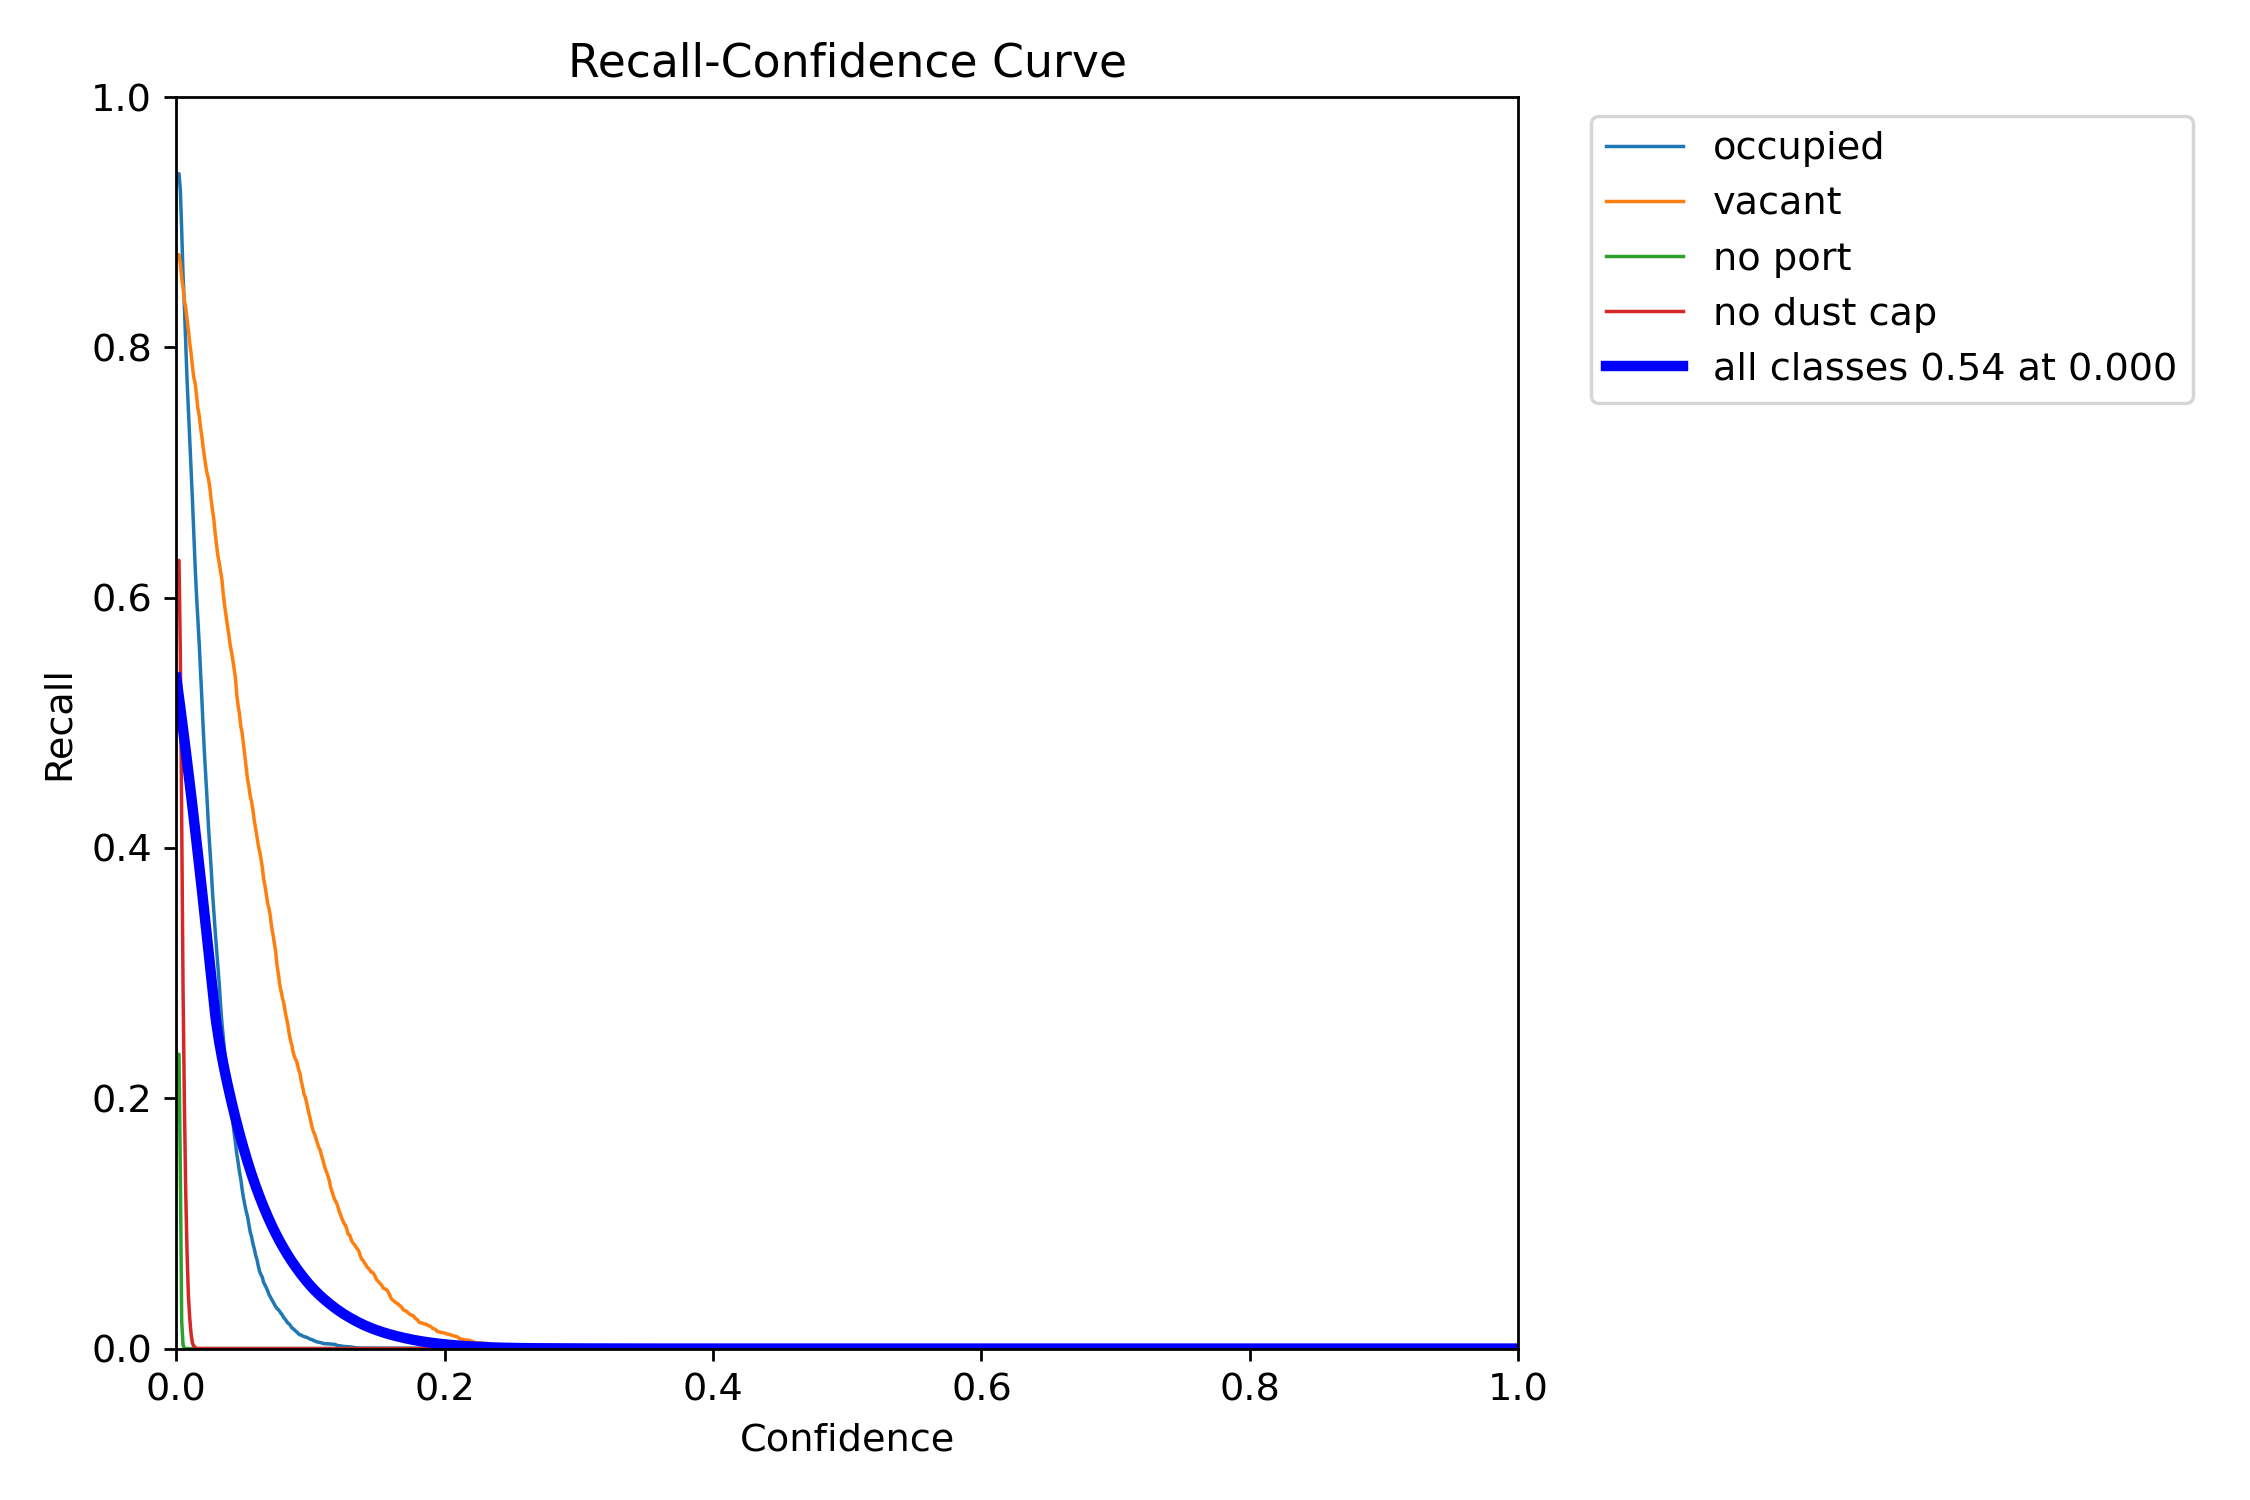 Recall-Confidence Curve
1.0
0.8
0.6
0.4
0.2
0.0
Recall
0.0 0.2 0.4 0.6 0.8 1.0
Confidence
occupied
vacant
no port
no dust cap
all classes 0.54 at 0.000